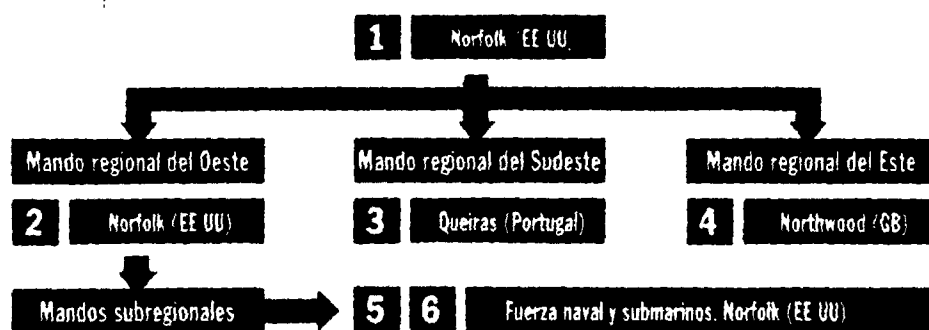 1 Norfolk (EE UU)
Mando regional del Oeste
Mando regional del Sudeste
Mando regional del Este
2 Norfolk (EE UU)
3 Queiras (Portugal)
4 Northwood (GB)
Mandos subregionales
5 6 Fuerza naval y submarinos. Norfolk (EE UU)